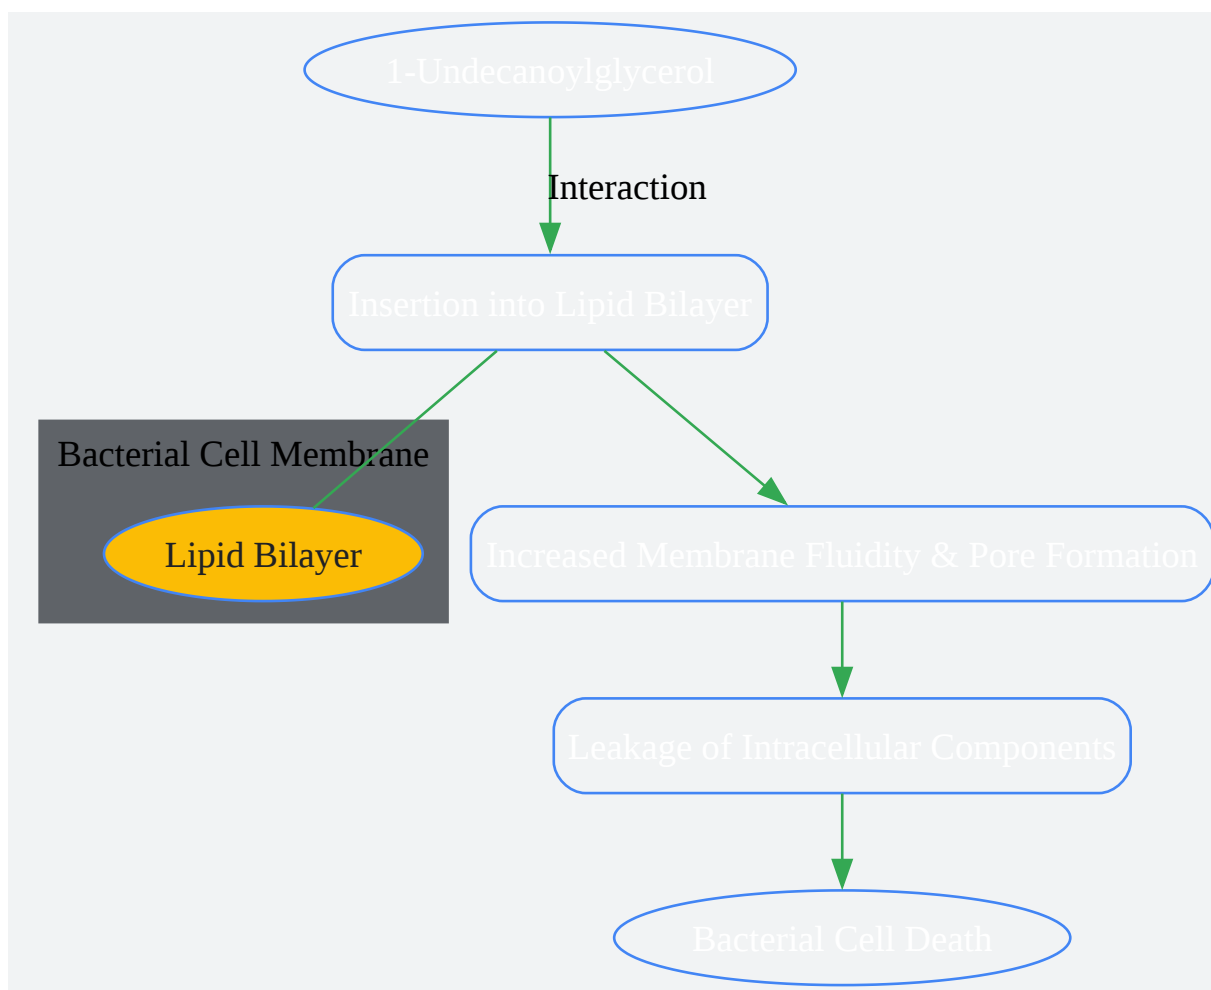 1-Undecanoylglycerol
Interaction
Insertion into Lipid Bilayer
Bacterial Cell Membrane
Lipid Bilayer
Increased Membrane Fluidity & Pore Formation
Leakage of Intracellular Components
Bacterial Cell Death